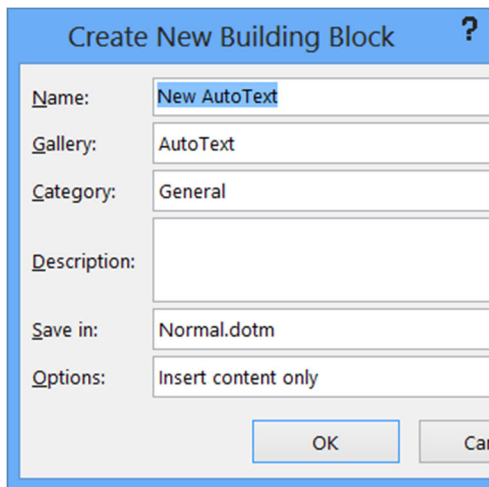 Create New Building Block ?
Name: New AutoText
Gallery: AutoText
Category: General
Description:
Save in: Normal.dotm
Options: Insert content only
OK